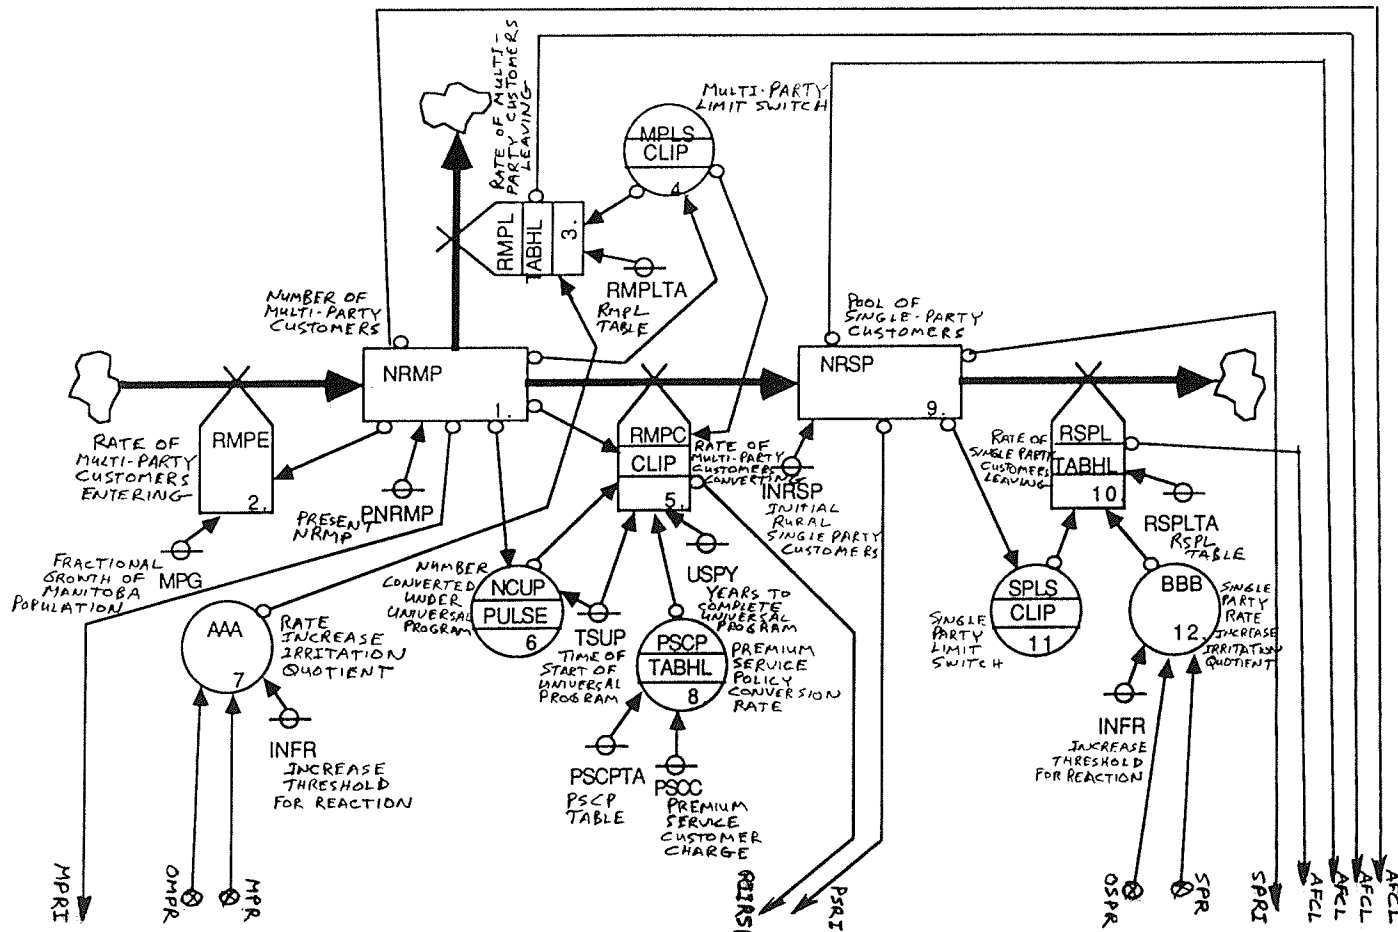 RATE OF MULTI-
PARTY CUSTOMERS
LEAVING
MULTI-PARTY
LIMIT SWITCH
MPLS
CLIP
4.
RMPL
TABHL
3.
RMPLTA
RMPL
TABLE
NUMBER OF
MULTI-PARTY
CUSTOMERS
NRMP
1.
POOL OF
SINGLE-PARTY
CUSTOMERS
NRSP
9.
RATE OF
MULTI-PARTY
CUSTOMERS
ENTERING
RMPE
2.
PNRMP
PRESENT
NRMP
RMPC
CLIP
5.
RATE OF
MULTI-PARTY
CUSTOMERS
CONVERTING
INRSP
INITIAL
RURAL
SINGLE PARTY
CUSTOMERS
RATE OF
SINGLE PARTY
CUSTOMERS
LEAVING
RSPL
TABHL
10.
RSPLTA
RSPL
TABLE
FRACTIONAL
GROWTH OF
MANITOBA
POPULATION
MPG
NUMBER
CONVERTED
UNDER
UNIVERSAL
PROGRAM
NCUP
PULSE
6
TSUP
TIME OF
START OF
UNIVERSAL
PROGRAM
USPY
YEARS TO
COMPLETE
UNIVERSAL
PROGRAM
PSCP
TABHL
8.
PREMIUM
SERVICE
POLICY
CONVERSION
RATE
SINGLE
PARTY
LIMIT
SWITCH
SPLS
CLIP
11
BBB
12.
SINGLE
PARTY
RATE
INCREASE
IRRITATION
QUOTIENT
AAA
7
RATE
INCREASE
IRRITATION
QUOTIENT
INFR
INCREASE
THRESHOLD
FOR REACTION
PSCPTA
PSCP
TABLE
PSCC
PREMIUM
SERVICE
CUSTOMER
CHARGE
INFR
INCREASE
THRESHOLD
FOR REACTION
MPRI
OMPR
MPR
PSRI
OSPR
SPR
SPRI
AFCL
AFCL
AFCL
AFCL